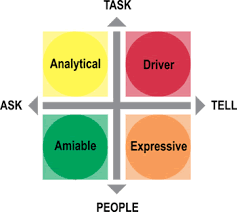 TASK
Analytical
Driver
ASK
TELL
Amiable
Expressive
PEOPLE